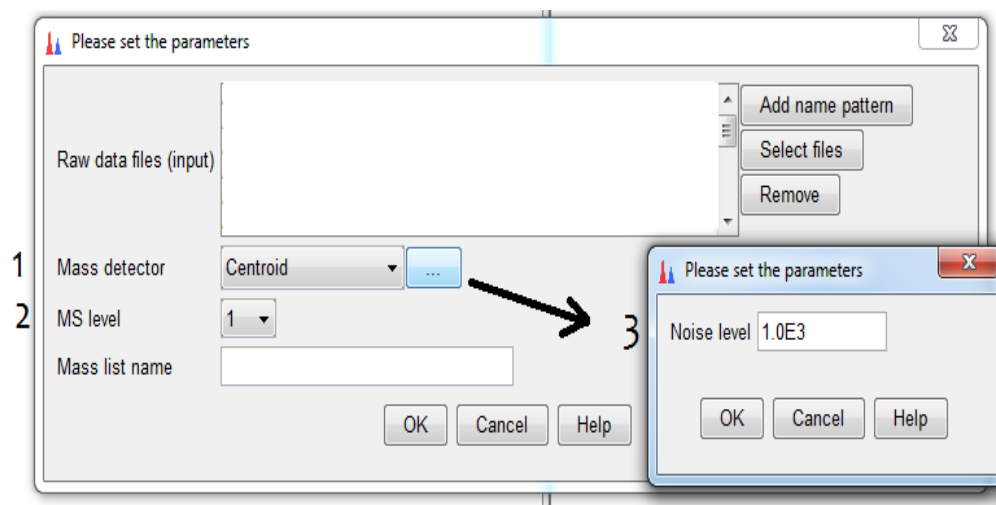 Please set the parameters
Raw data files (input)
Add name pattern
Select files
Remove
1 Mass detector Centroid ...
2 MS level 1
Mass list name
OK Cancel Help
3
Please set the parameters
Noise level 1.0E3
OK Cancel Help